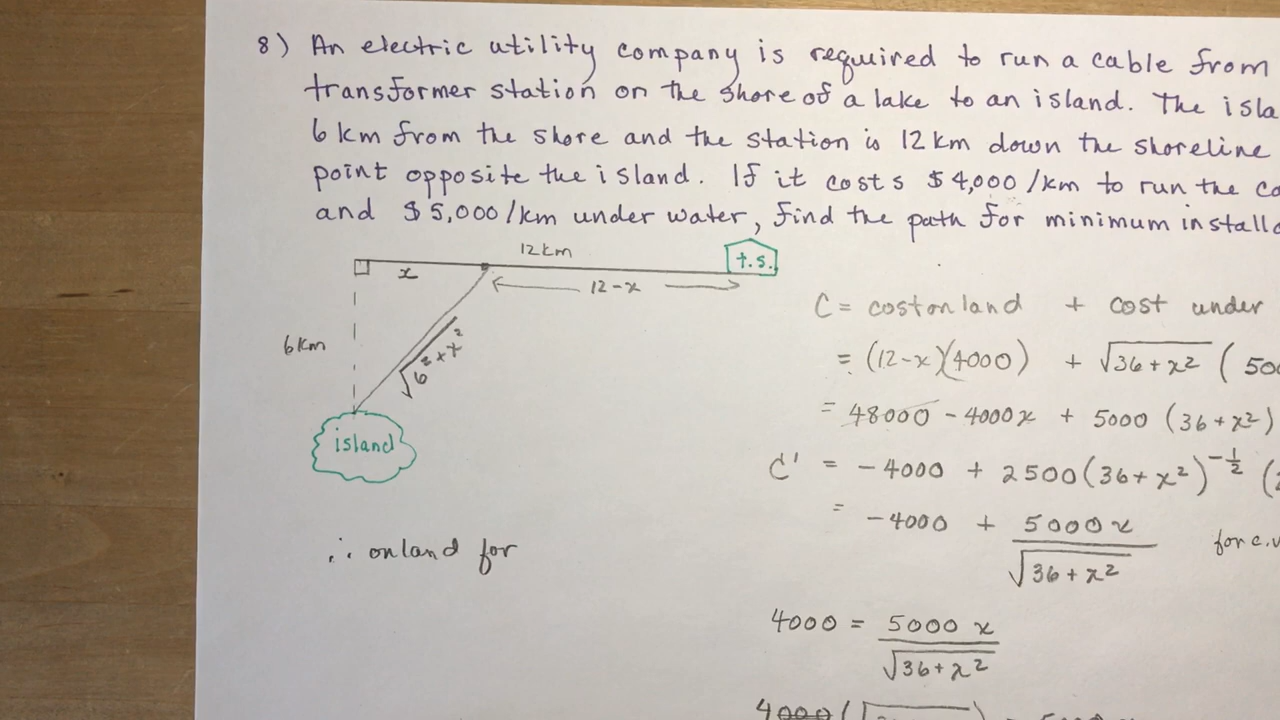 8) An electric utility company is required to run a cable from
transformer station on the shore of a lake to an island. The
6 km from the shore and the station is 12 km down the shoreline
point opposite the island. If it costs $4,000/km to run the
and $5,000/km under water, find the path for minimum
12 km
t.s.
x
12-x
6 km
√6²+x²
island
C = cost on land + cost under
= (12-x)(4000) + √36+x² (
= 48000 - 4000x + 5000 (36+x²)
C' = -4000 + 2500(36+x²)^-1/2 (
= -4000 + 5000x/√36+x² for
∴ on land for
4000 = 5000x/√36+x²